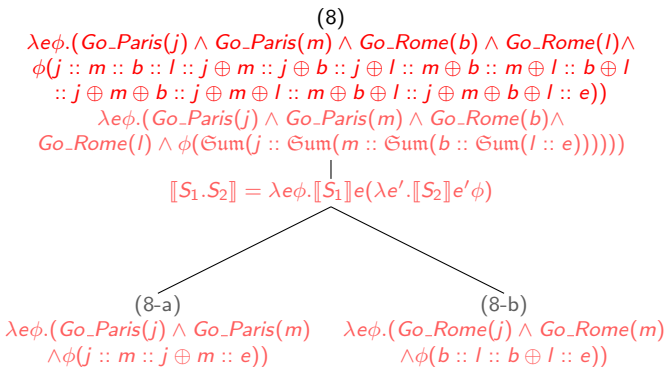 (8)
λeϕ.(Go_Paris(j) ∧ Go_Paris(m) ∧ Go_Rome(b) ∧ Go_Rome(l)∧
ϕ(j :: m :: b :: l :: j ⊕ m :: j ⊕ b :: j ⊕ l :: m ⊕ b :: m ⊕ l :: b ⊕ l
:: j ⊕ m ⊕ b :: j ⊕ m ⊕ l :: m ⊕ b ⊕ l :: j ⊕ m ⊕ b ⊕ l :: e))
λeϕ.(Go_Paris(j) ∧ Go_Paris(m) ∧ Go_Rome(b)∧
Go_Rome(l) ∧ ϕ(𝔖𝔲𝔪(j :: 𝔖𝔲𝔪(m :: 𝔖𝔲𝔪(b :: 𝔖𝔲𝔪(l :: e))))))
⟦S₁.S₂⟧ = λeϕ.⟦S₁⟧e(λe′.⟦S₂⟧e′ϕ)
(8-a) (8-b)
λeϕ.(Go_Paris(j) ∧ Go_Paris(m) λeϕ.(Go_Rome(j) ∧ Go_Rome(m)
∧ϕ(j :: m :: j ⊕ m :: e)) ∧ϕ(b :: l :: b ⊕ l :: e))